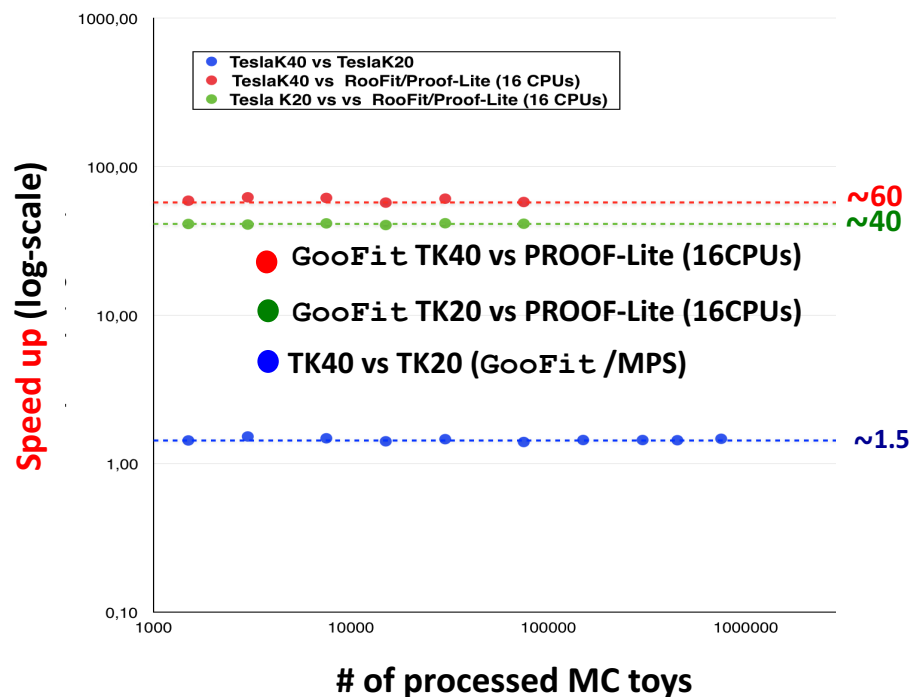 1000,00
TeslaK40 vs TeslaK20
TeslaK40 vs RooFit/Proof-Lite (16 CPUs)
Tesla K20 vs vs RooFit/Proof-Lite (16 CPUs)
100,00
~60
~40
GooFit TK40 vs PROOF-Lite (16CPUs)
10,00
GooFit TK20 vs PROOF-Lite (16CPUs)
TK40 vs TK20 (GooFit /MPS)
Speed up (log-scale)
~1.5
1,00
0,10
1000 10000 100000 1000000
# of processed MC toys